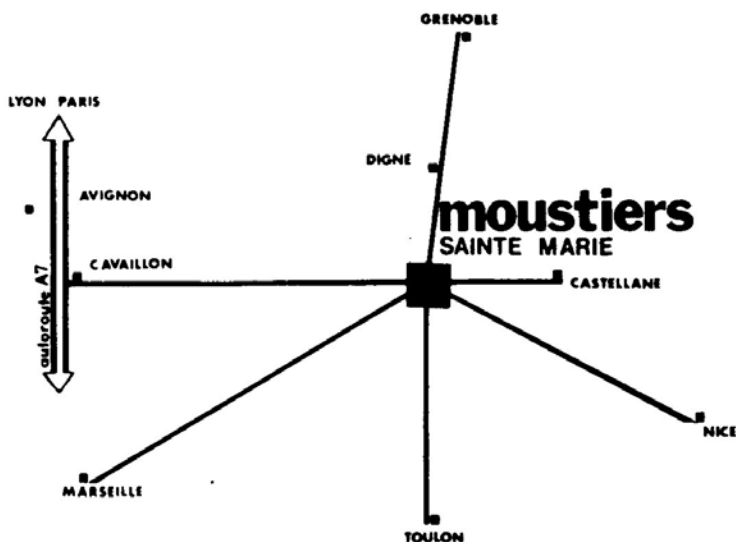 GRENOBLE
LYON PARIS
DIGNE
AVIGNON
moustiers
SAINTE MARIE
CAVAILLON
CASTELLANE
autoroute A7
NICE
MARSEILLE
TOULON